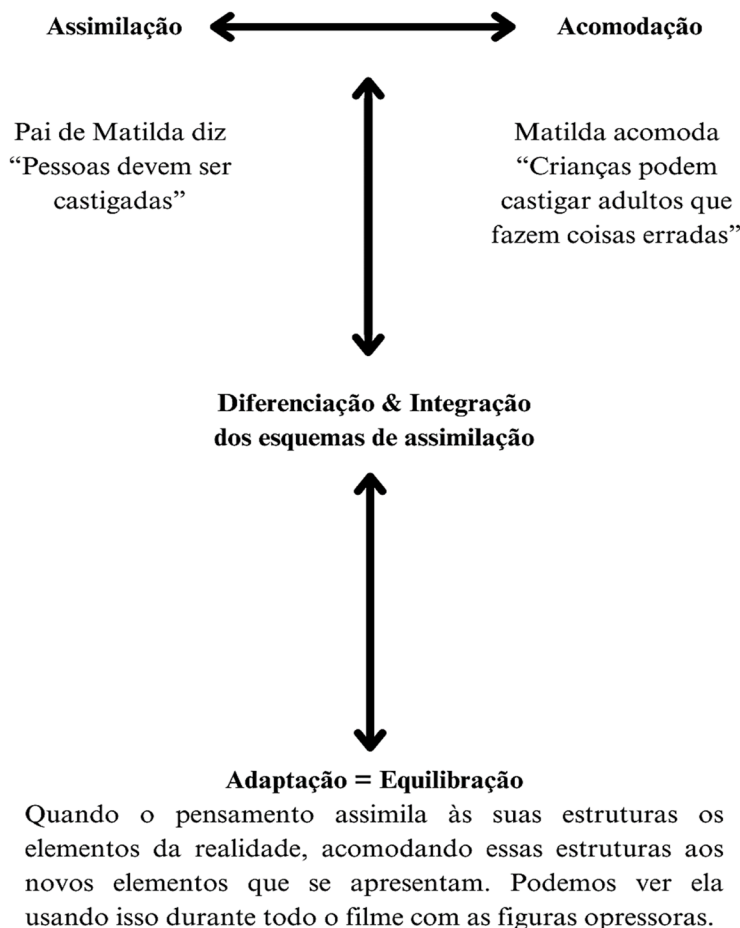 Assimilação
Acomodação
Pai de Matilda diz
“Pessoas devem ser
castigadas”
Matilda acomoda
“Crianças podem
castigar adultos que
fazem coisas erradas”
Diferenciação & Integração
dos esquemas de assimilação
Adaptação = Equilibração
Quando o pensamento assimila às suas estruturas os
elementos da realidade, acomodando essas estruturas aos
novos elementos que se apresentam. Podemos ver ela
usando isso durante todo o filme com as figuras opressoras.